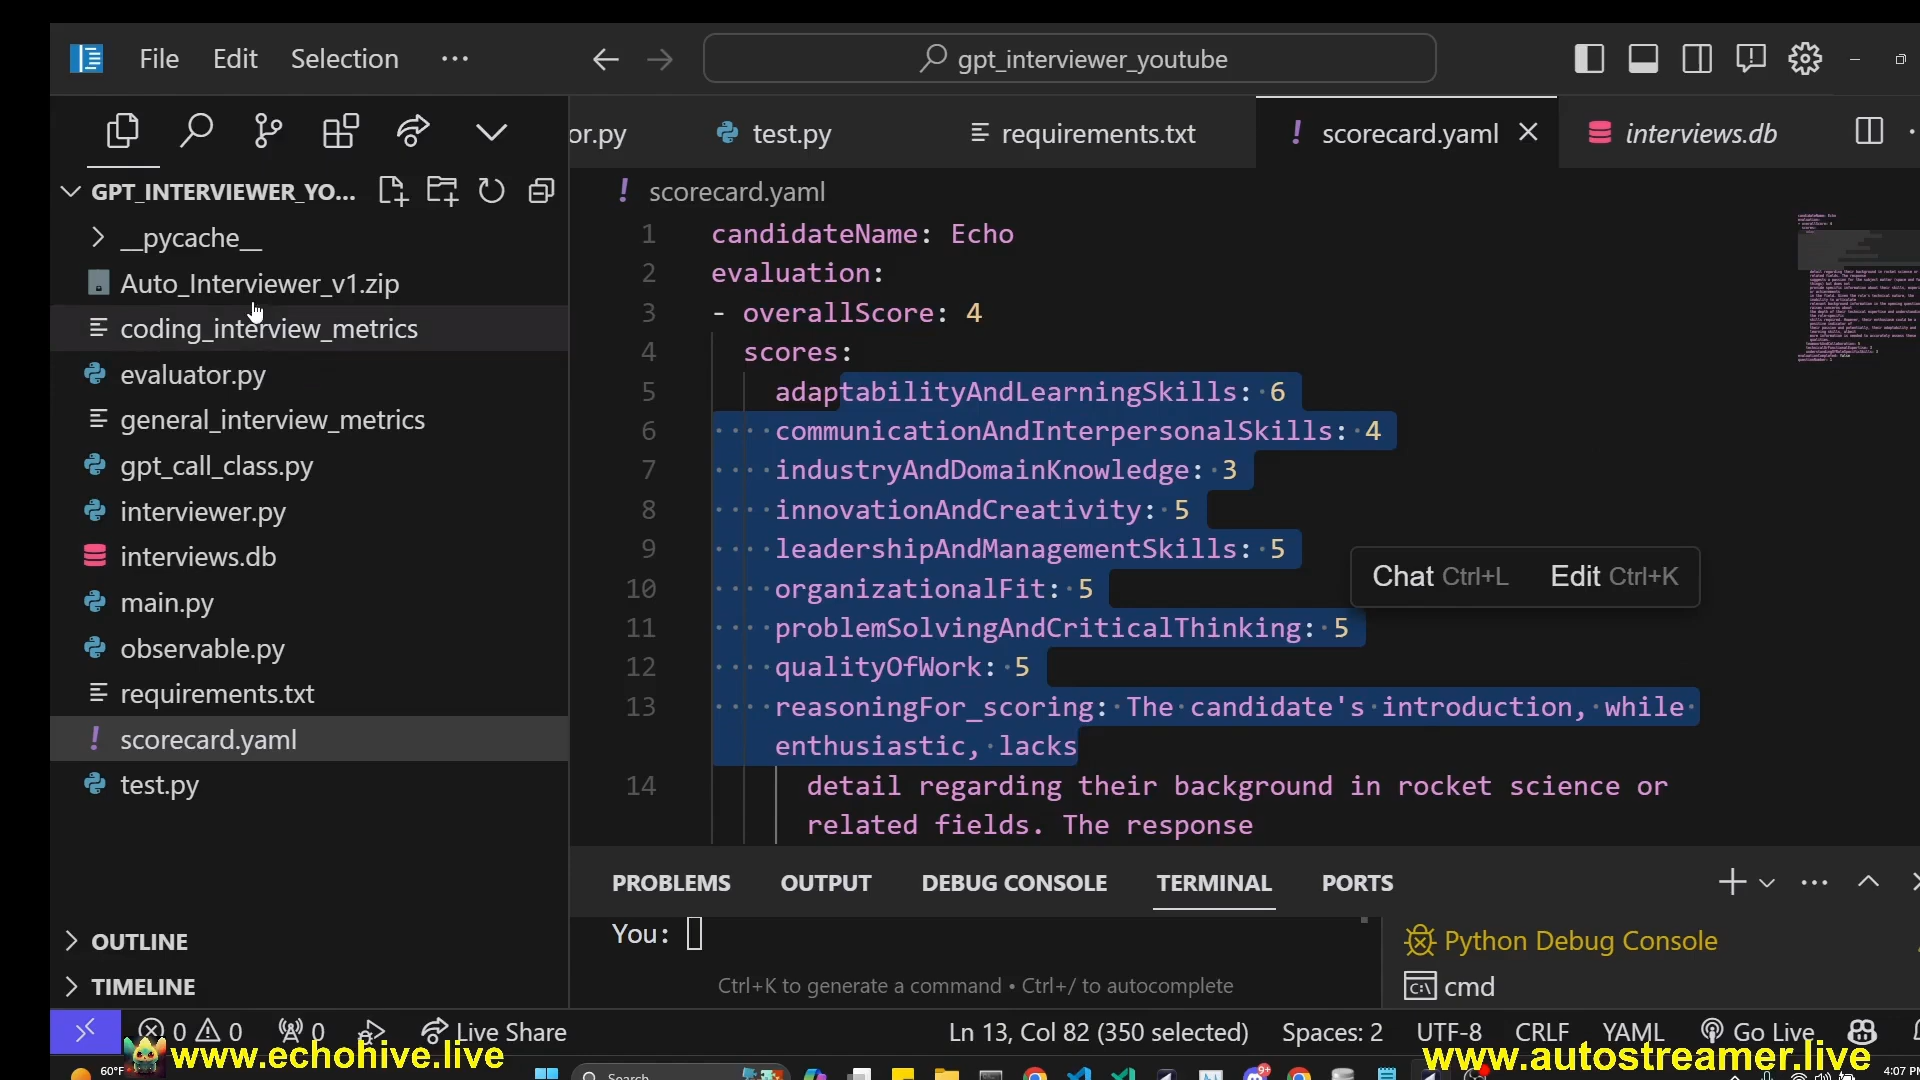 File Edit Selection ···
gpt_interviewer_youtube
or.py test.py requirements.txt ! scorecard.yaml interviews.db
GPT_INTERVIEWER_YO...
__pycache__
Auto_Interviewer_v1.zip
coding_interview_metrics
evaluator.py
general_interview_metrics
gpt_call_class.py
interviewer.py
interviews.db
main.py
observable.py
requirements.txt
! scorecard.yaml
test.py
OUTLINE
TIMELINE
! scorecard.yaml
1 candidateName: Echo
2 evaluation:
3 - overallScore: 4
4 scores:
5 adaptabilityAndLearningSkills: 6
6 communicationAndInterpersonalSkills: 4
7 industryAndDomainKnowledge: 3
8 innovationAndCreativity: 5
9 leadershipAndManagementSkills: 5
10 organizationalFit: 5
11 problemSolvingAndCriticalThinking: 5
12 qualityOfWork: 5
13 reasoningFor_scoring: The candidate's introduction, while
enthusiastic, lacks
14 detail regarding their background in rocket science or
related fields. The response
Chat Ctrl+L Edit Ctrl+K
PROBLEMS OUTPUT DEBUG CONSOLE TERMINAL PORTS
You:
Ctrl+K to generate a command • Ctrl+/ to autocomplete
Python Debug Console
cmd
0 0 0 Live Share Ln 13, Col 82 (350 selected) Spaces: 2 UTF-8 CRLF YAML Go Live
www.echohive.live www.autostreamer.live
60°F Search 9+ 4:07 PM